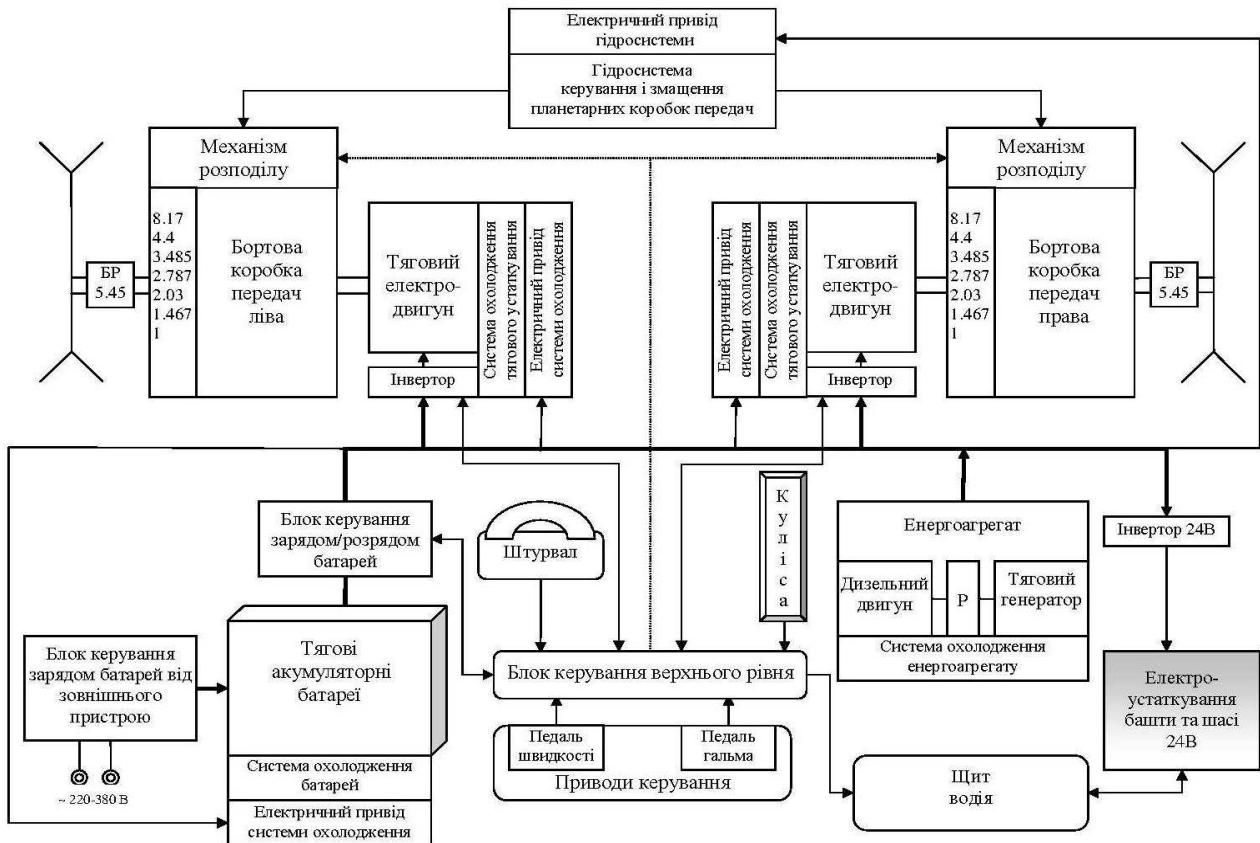 Електричний привід
гідросистеми
Гідросистема
керування і змащення
планетарних коробок передач
Механізм
розподілу
8.17
4.4
3.485
2.787
2.03
1.467
1
Бортова
коробка
передач
ліва
БР
5.45
Тяговий
електро-
двигун
Інвертор
Система охолодження
тягового устаткування
Електричний привід
системи охолодження
Електричний привід
системи охолодження
Система охолодження
тягового устаткування
Тяговий
електро-
двигун
Інвертор
Механізм
розподілу
8.17
4.4
3.485
2.787
2.03
1.467
1
Бортова
коробка
передач
права
БР
5.45
Блок керування
зарядом/розрядом
батарей
Штурвал
Куліса
Енергоагрегат
Дизельний
двигун
Р
Тяговий
генератор
Система охолодження
енергоагрегату
Інвертор 24В
Блок керування
зарядом батарей від
зовнішнього
пристрою
~ 220-380 В
Тягові
акумуляторні
батареї
Система охолодження
батарей
Електричний привід
системи охолодження
Блок керування верхнього рівня
Педаль
швидкості
Педаль
гальма
Приводи керування
Щит
водія
Електро-
устаткування
башти та шасі
24В